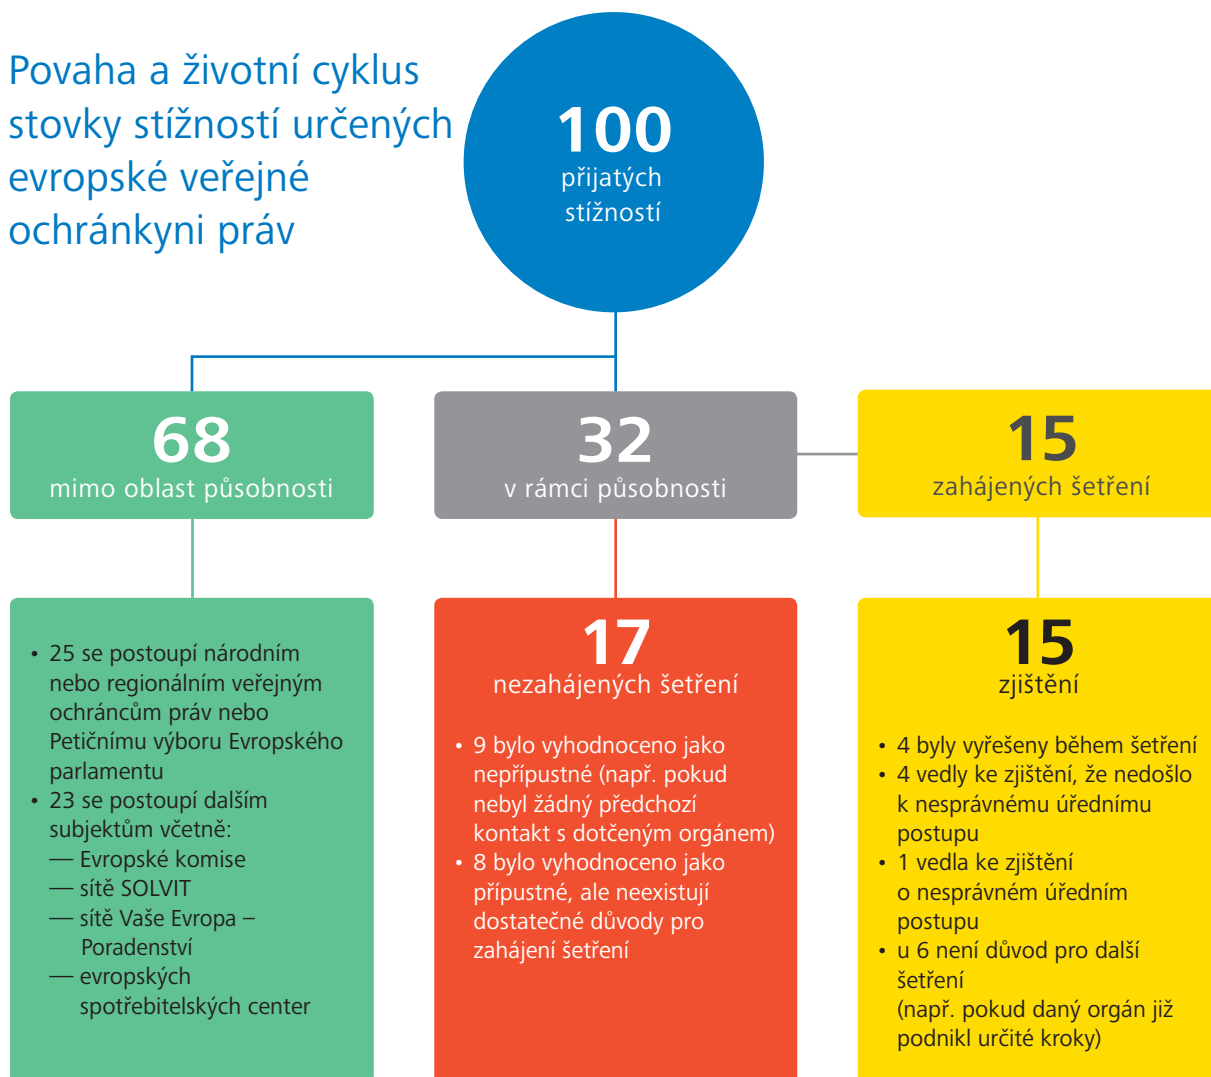 Povaha a životní cyklus
stovky stížností určených
evropské veřejné
ochránkyni práv
100
přijatých
stížností
68
mimo oblast působnosti
32
v rámci působnosti
15
zahájených šetření
• 25 se postoupí národním
nebo regionálním veřejným
ochráncům práv nebo
Petičnímu výboru Evropského
parlamentu
• 23 se postoupí dalším
subjektům včetně:
— Evropské komise
— sítě SOLVIT
— sítě Vaše Evropa –
Poradenství
— evropských
spotřebitelských center
17
nezahájených šetření
• 9 bylo vyhodnoceno jako
nepřípustné (např. pokud
nebyl žádný předchozí
kontakt s dotčeným orgánem)
• 8 bylo vyhodnoceno jako
přípustné, ale neexistují
dostatečné důvody pro
zahájení šetření
15
zjištění
• 4 byly vyřešeny během šetření
• 4 vedly ke zjištění, že nedošlo
k nesprávnému úřednímu
postupu
• 1 vedla ke zjištění
o nesprávném úředním
postupu
• u 6 není důvod pro další
šetření
(např. pokud daný orgán již
podnikl určité kroky)